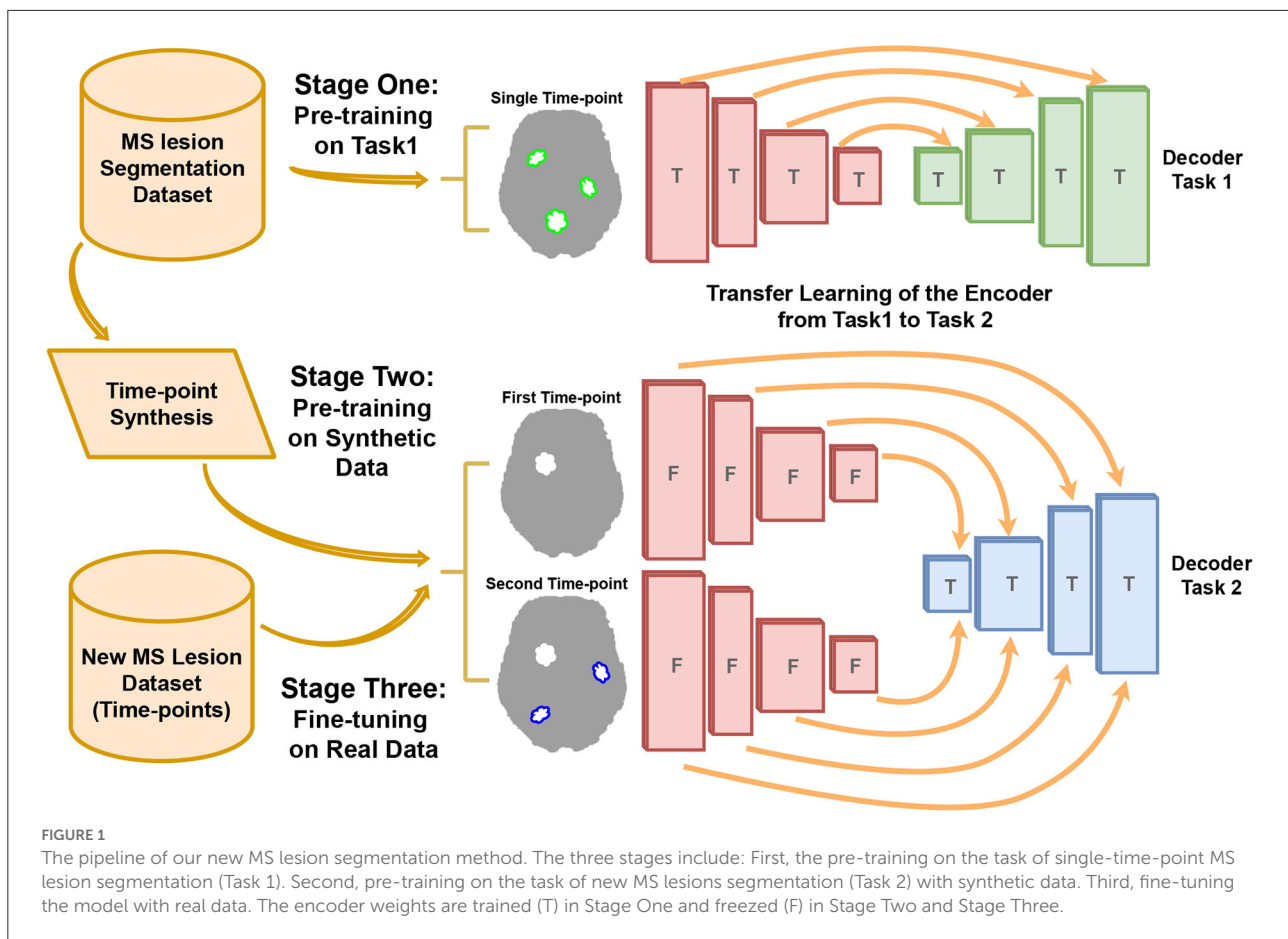 MS lesion
Segmentation
Dataset
Stage One:
Pre-training
on Task1
Single Time-point
T
T
T
T
T
T
T
T
Decoder
Task 1
Transfer Learning of the Encoder
from Task1 to Task 2
Time-point
Synthesis
Stage Two:
Pre-training
on Synthetic
Data
First Time-point
F
F
F
F
New MS Lesion
Dataset
(Time-points)
Stage Three:
Fine-tuning
on Real Data
Second Time-point
F
F
F
F
T
T
T
T
Decoder
Task 2
FIGURE 1
The pipeline of our new MS lesion segmentation method. The three stages include: First, the pre-training on the task of single-time-point MS
lesion segmentation (Task 1). Second, pre-training on the task of new MS lesions segmentation (Task 2) with synthetic data. Third, fine-tuning
the model with real data. The encoder weights are trained (T) in Stage One and freezed (F) in Stage Two and Stage Three.